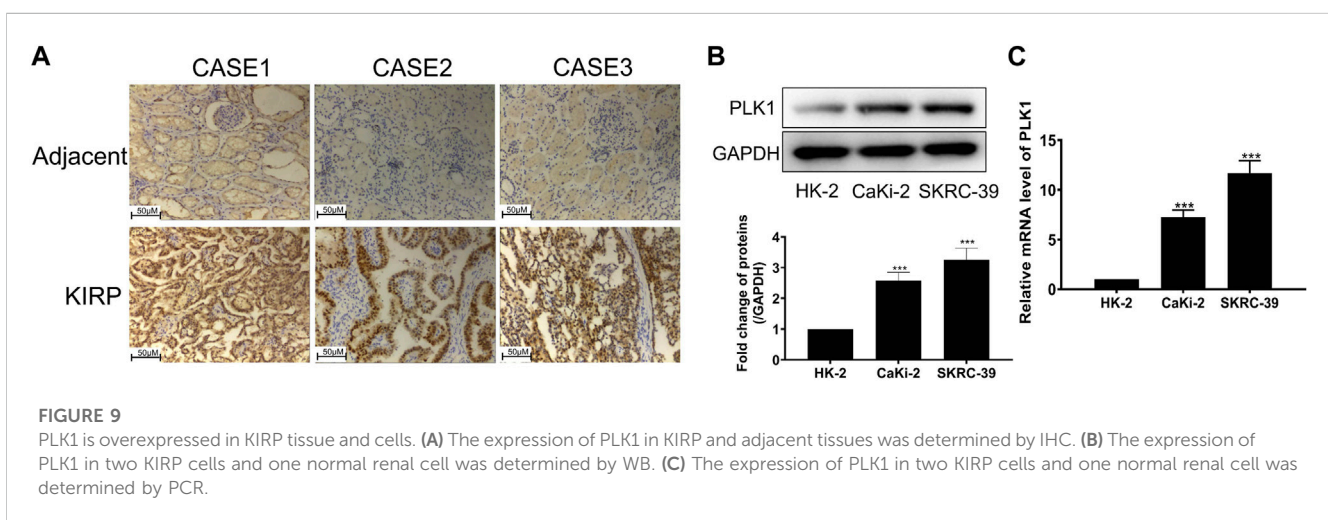 A
CASE1 CASE2 CASE3
Adjacent
50μM 50μM 50μM
KIRP
50μM 50μM 50μM
B
PLK1
GAPDH
HK-2 CaKi-2 SKRC-39
Fold change of proteins
(/GAPDH)
4
3
2
1
0
***
***
HK-2 CaKi-2 SKRC-39
C
Relative mRNA level of PLK1
15
10
5
0
***
***
HK-2 CaKi-2 SKRC-39
FIGURE 9
PLK1 is overexpressed in KIRP tissue and cells. (A) The expression of PLK1 in KIRP and adjacent tissues was determined by IHC. (B) The expression of
PLK1 in two KIRP cells and one normal renal cell was determined by WB. (C) The expression of PLK1 in two KIRP cells and one normal renal cell was
determined by PCR.